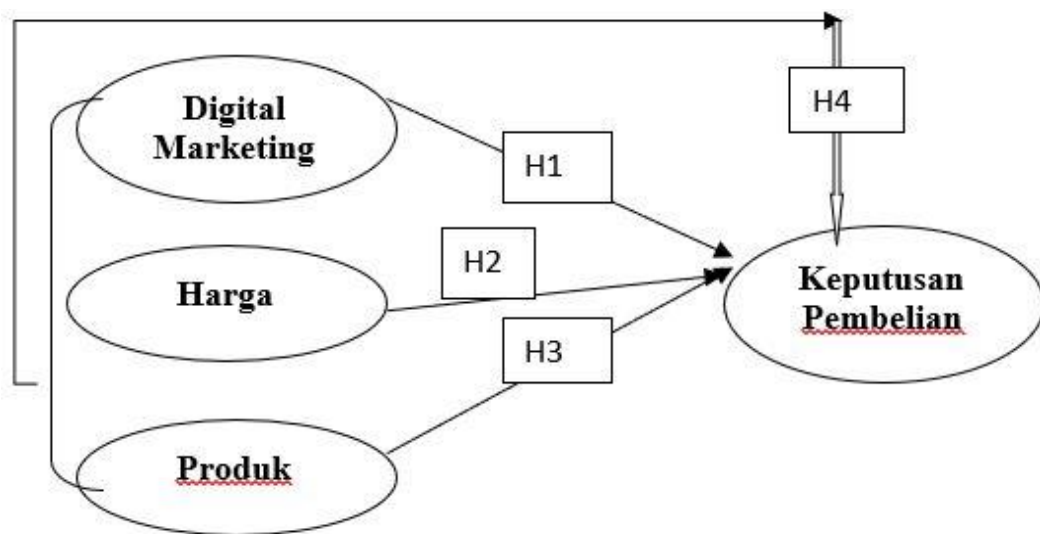 Digital
Marketing
H1
H4
Harga
H2
Keputusan
Pembelian
H3
Produk